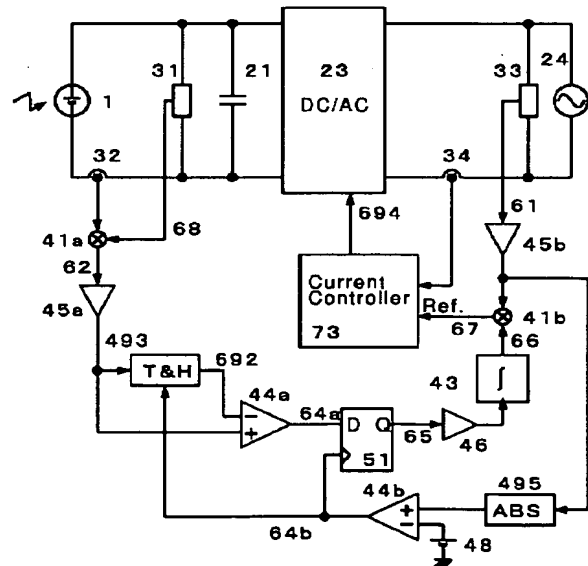 31
21
23
33
24
1
DC/AC
32
34
68
694
61
41a
45b
62
Current
Controller
73
Ref.
67
41b
45a
66
493
692
43
∫
T&H
44a
64a
D Q
65
46
51
44b
495
ABS
64b
48